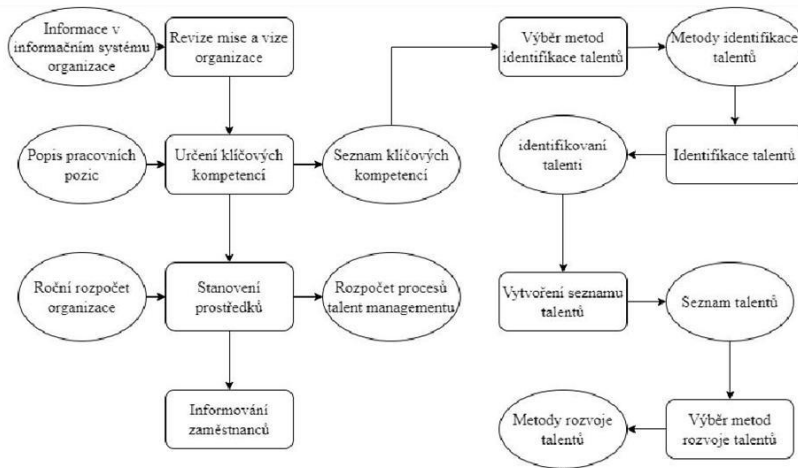 Informace v
informačním systému
organizace
Revize mise a vize
organizace
Výběr metod
identifikace talentů
Metody identifikace
talentů
Popis pracovních
pozic
Určení klíčových
kompetencí
Seznam klíčových
kompetencí
identifikovaní
talenti
Identifikace talentů
Roční rozpočet
organizace
Stanovení
prostředků
Rozpočet procesů
talent managementu
Vytvoření seznamu
talentů
Seznam talentů
Informování
zaměstnanců
Metody rozvoje
talentů
Výběr metod
rozvoje talentů